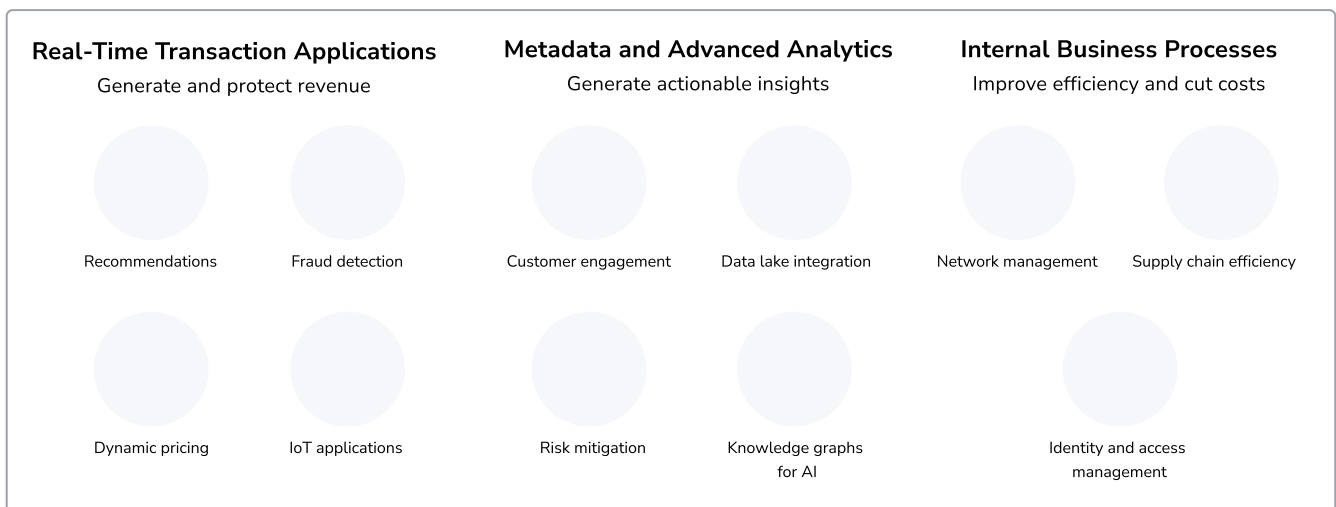 Real-Time Transaction Applications
Generate and protect revenue
Recommendations
Fraud detection
Dynamic pricing
IoT applications
Metadata and Advanced Analytics
Generate actionable insights
Customer engagement
Data lake integration
Risk mitigation
Knowledge graphs
for AI
Internal Business Processes
Improve efficiency and cut costs
Network management
Supply chain efficiency
Identity and access
management